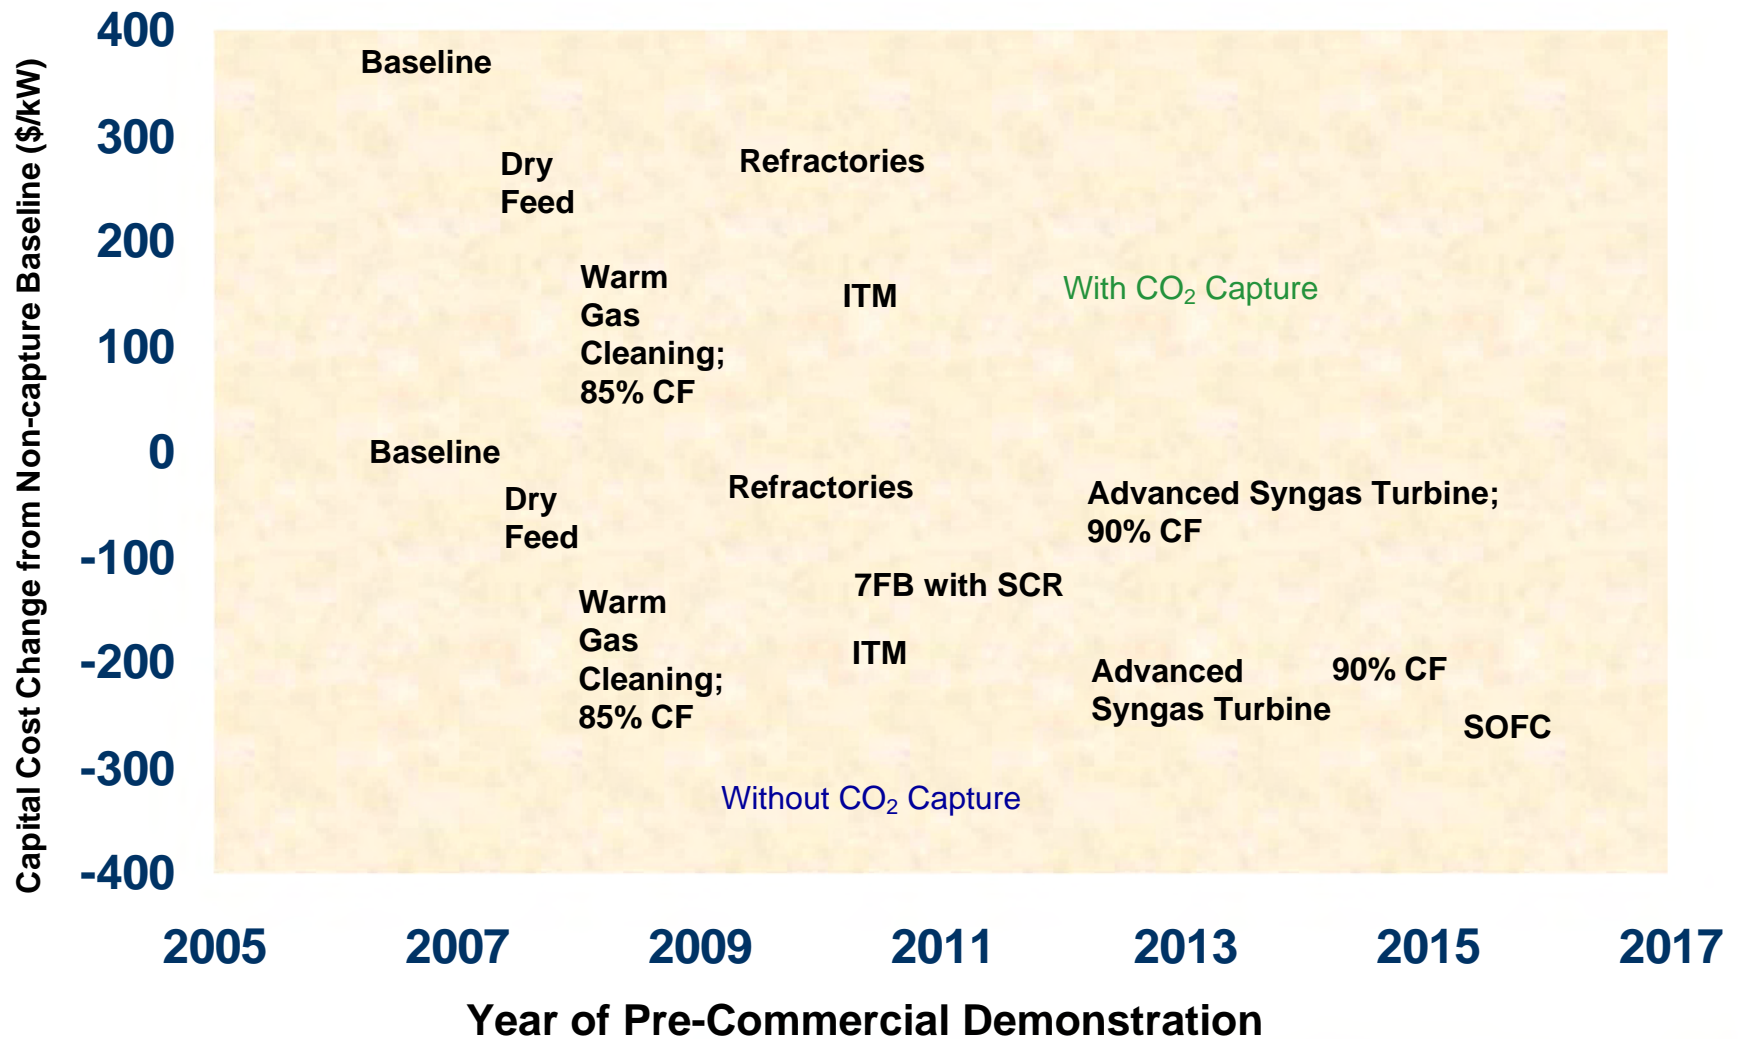 Capital Cost Change from Non-capture Baseline ($/kW)
400
300
200
100
0
-100
-200
-300
-400
Baseline
Dry
Feed
Refractories
Warm
Gas
Cleaning;
85% CF
ITM
With CO₂ Capture
Baseline
Dry
Feed
Refractories
Advanced Syngas Turbine;
90% CF
7FB with SCR
Warm
Gas
Cleaning;
85% CF
ITM
Advanced
Syngas Turbine
90% CF
SOFC
Without CO₂ Capture
2005 2007 2009 2011 2013 2015 2017
Year of Pre-Commercial Demonstration